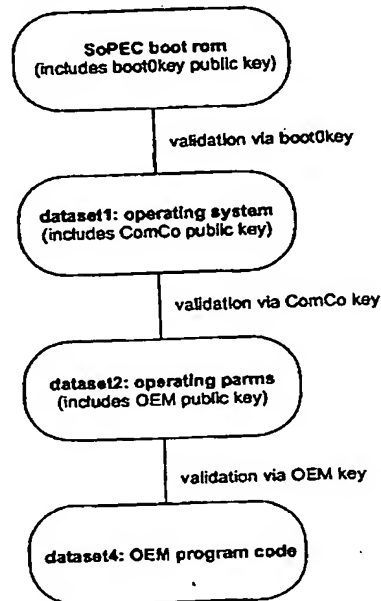 SoPEC boot rom
(includes boot0key public key)
validation via boot0key
dataset1: operating system
(includes ComCo public key)
validation via ComCo key
dataset2: operating parms
(includes OEM public key)
validation via OEM key
dataset4: OEM program code